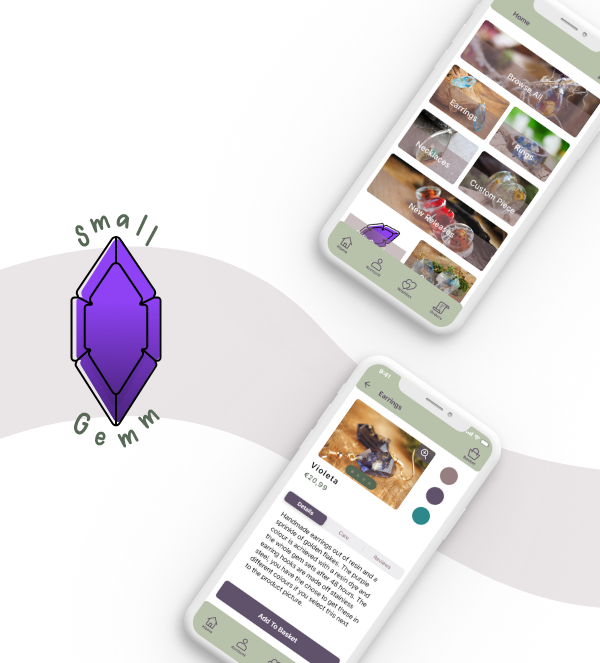 Small
Gemm
Home
Browse All
Earrings
Rings
Necklaces
Custom Piece
New Releases
Home
Account
Wishlist
9:41
Earrings
Basket
Violeta
€20,99
Details
Care
Reviews
Handmade earrings out of resin and a
sprinkle of golden flakes. The purple
colour is achieved with a resin dye and
the whole gem sets after 48 hours. The
earring hooks are made off stainless
steel, you have the chose to get these in
different colours if you select this next
to the product picture.
Add To Basket
Home
Account